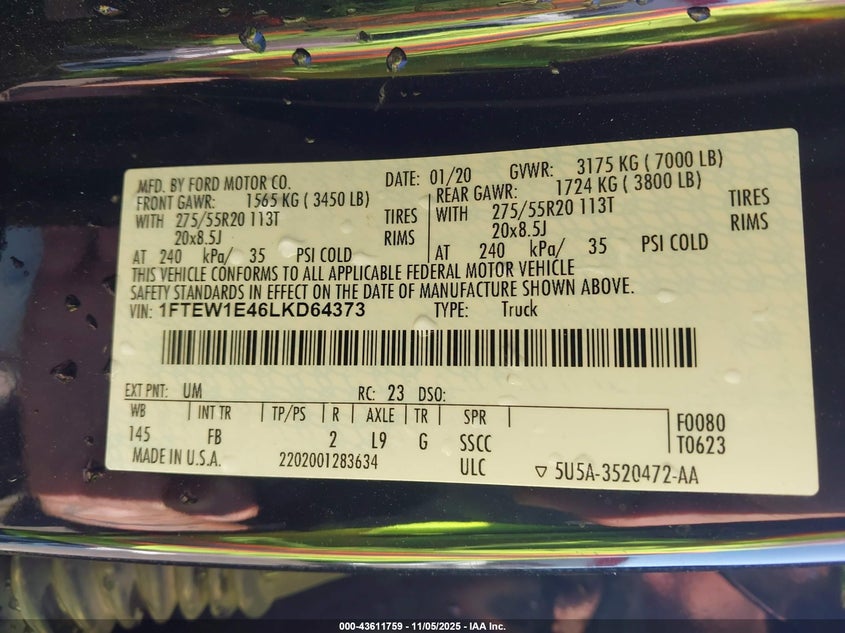 MFD. BY FORD MOTOR CO. DATE: 01/20 GVWR: 3175 KG ( 7000 LB)
FRONT GAWR: 1565 KG ( 3450 LB) REAR GAWR: 1724 KG ( 3800 LB)
WITH 275/55R20 113T TIRES WITH 275/55R20 113T TIRES
20x8.5J RIMS 20x8.5J RIMS
AT 240 kPa/ 35 PSI COLD AT 240 kPa/ 35 PSI COLD
THIS VEHICLE CONFORMS TO ALL APPLICABLE FEDERAL MOTOR VEHICLE
SAFETY STANDARDS IN EFFECT ON THE DATE OF MANUFACTURE SHOWN ABOVE.
VIN: 1FTEW1E46LKD64373 TYPE: Truck
EXT PNT: UM RC: 23 DSO:
WB INT TR TP/PS R AXLE TR SPR F0080
145 FB 2 L9 G SSCC T0623
MADE IN U.S.A. 2202001283634 ULC ▽ 5U5A-3520472-AA
000-43611759 - 11/05/2025 - IAA Inc.